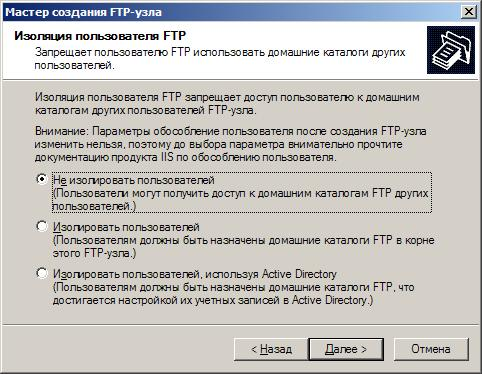 Мастер создания FTP-узла
Изоляция пользователя FTP
Запрещает пользователю FTP использовать домашние каталоги других
пользователей.
Изоляция пользователя FTP запрещает доступ пользователю к домашним
каталогам других пользователей FTP-узла.
Внимание: Параметры обособление пользователя после создания FTP-узла
изменить нельзя, поэтому до выбора параметра внимательно прочтите
документацию продукта IIS по обособлению пользователя.
Не изолировать пользователей
(Пользователи могут получить доступ к домашним каталогам FTP других
пользователей.)
Изолировать пользователей
(Пользователям должны быть назначены домашние каталоги FTP в корне
этого FTP-узла.)
Изолировать пользователей, используя Active Directory
(Пользователям должны быть назначены домашние каталоги FTP, что
достигается настройкой их учетных записей в Active Directory.)
< Назад Далее > Отмена